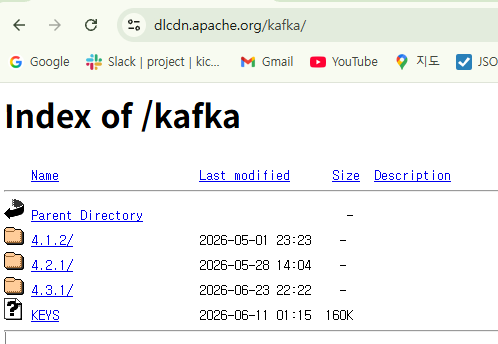 dlcdn.apache.org/kafka/
Google Slack | project | kic... Gmail YouTube 지도 JSO
Index of /kafka
Name Last modified Size Description
Parent Directory -
4.1.2/ 2026-05-01 23:23 -
4.2.1/ 2026-05-28 14:04 -
4.3.1/ 2026-06-23 22:22 -
KEYS 2026-06-11 01:15 160K